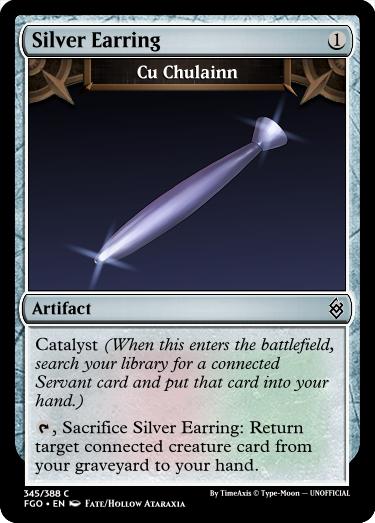 Silver Earring 1
Cu Chulainn
Artifact
Catalyst (When this enters the battlefield,
search your library for a connected
Servant card and put that card into your
hand.)
, Sacrifice Silver Earring: Return
target connected creature card from
your graveyard to your hand.
345/388 C
FGO • EN Fate/Hollow Ataraxia
By TimeAxis © Type-Moon — UNOFFICIAL